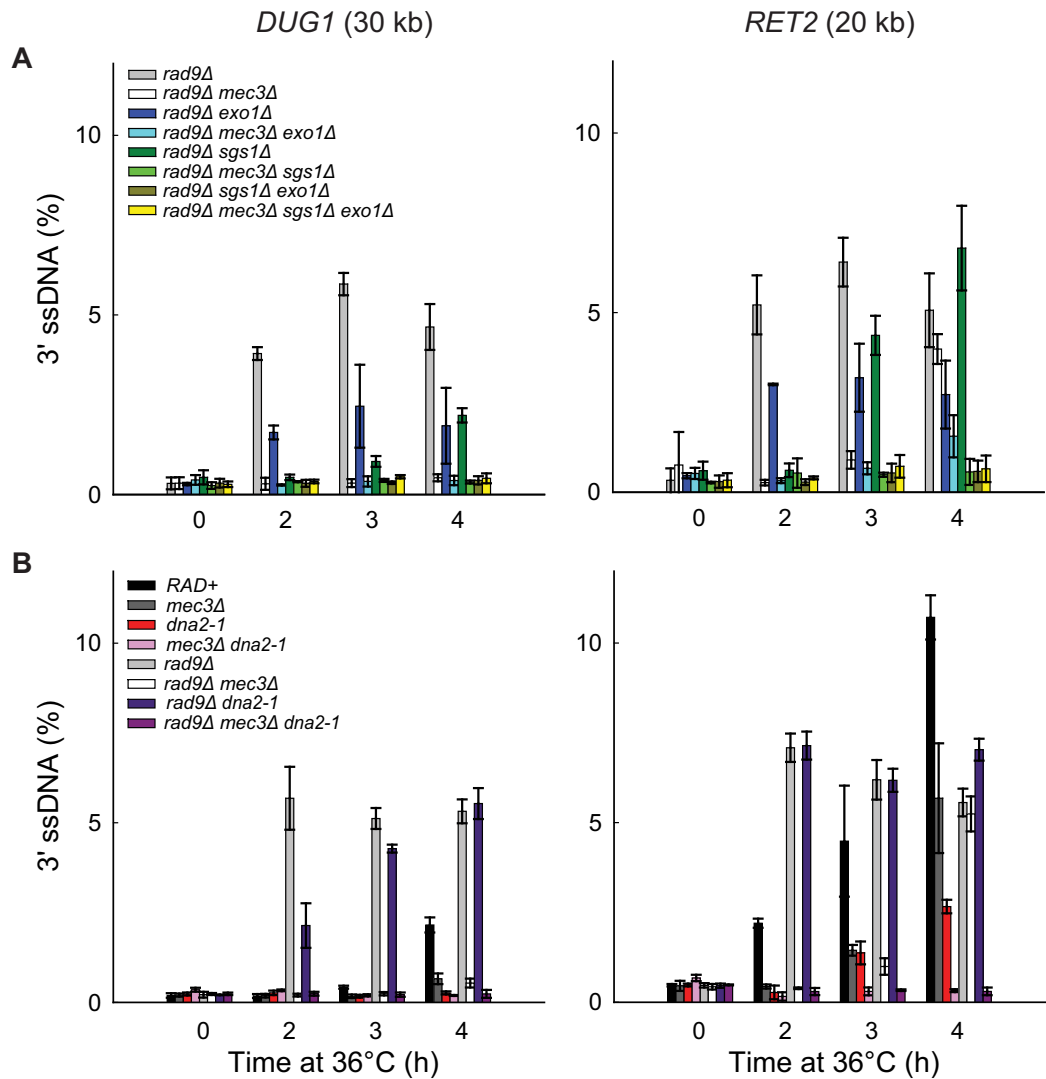 DUG1 (30 kb)
RET2 (20 kb)
A
rad9Δ
rad9Δ mec3Δ
rad9Δ exo1Δ
rad9Δ mec3Δ exo1Δ
rad9Δ sgs1Δ
rad9Δ mec3Δ sgs1Δ
rad9Δ sgs1Δ exo1Δ
rad9Δ mec3Δ sgs1Δ exo1Δ
3' ssDNA (%)
10
5
0
0 2 3 4
10
5
0
0 2 3 4
B
RAD+
mec3Δ
dna2-1
mec3Δ dna2-1
rad9Δ
rad9Δ mec3Δ
rad9Δ dna2-1
rad9Δ mec3Δ dna2-1
3' ssDNA (%)
10
5
0
0 2 3 4
Time at 36°C (h)
10
5
0
0 2 3 4
Time at 36°C (h)